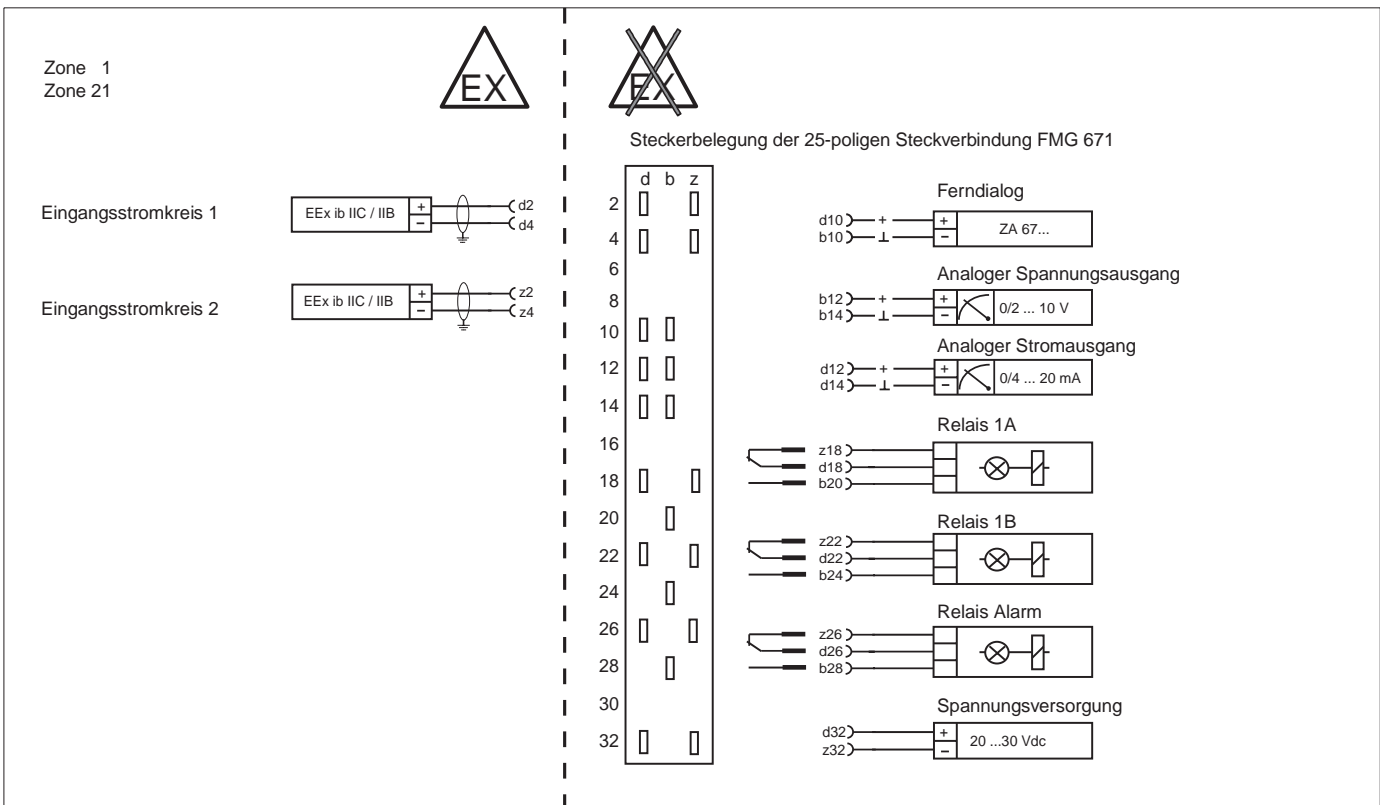 Zone 1
Zone 21
EX
EX
Steckerbelegung der 25-poligen Steckverbindung FMG 671
Eingangsstromkreis 1
EEx ib IIC / IIB
+
−
d2
d4
Eingangsstromkreis 2
EEx ib IIC / IIB
+
−
z2
z4
d b z
2
4
6
8
10
12
14
16
18
20
22
24
26
28
30
32
Ferndialog
d10 + +
b10 ⊥ −
ZA 67...
Analoger Spannungsausgang
b12 + +
b14 ⊥ −
0/2 ... 10 V
Analoger Stromausgang
d12 + +
d14 ⊥ −
0/4 ... 20 mA
Relais 1A
z18
d18
b20
Relais 1B
z22
d22
b24
Relais Alarm
z26
d26
b28
Spannungsversorgung
d32 +
z32 −
20 ...30 Vdc